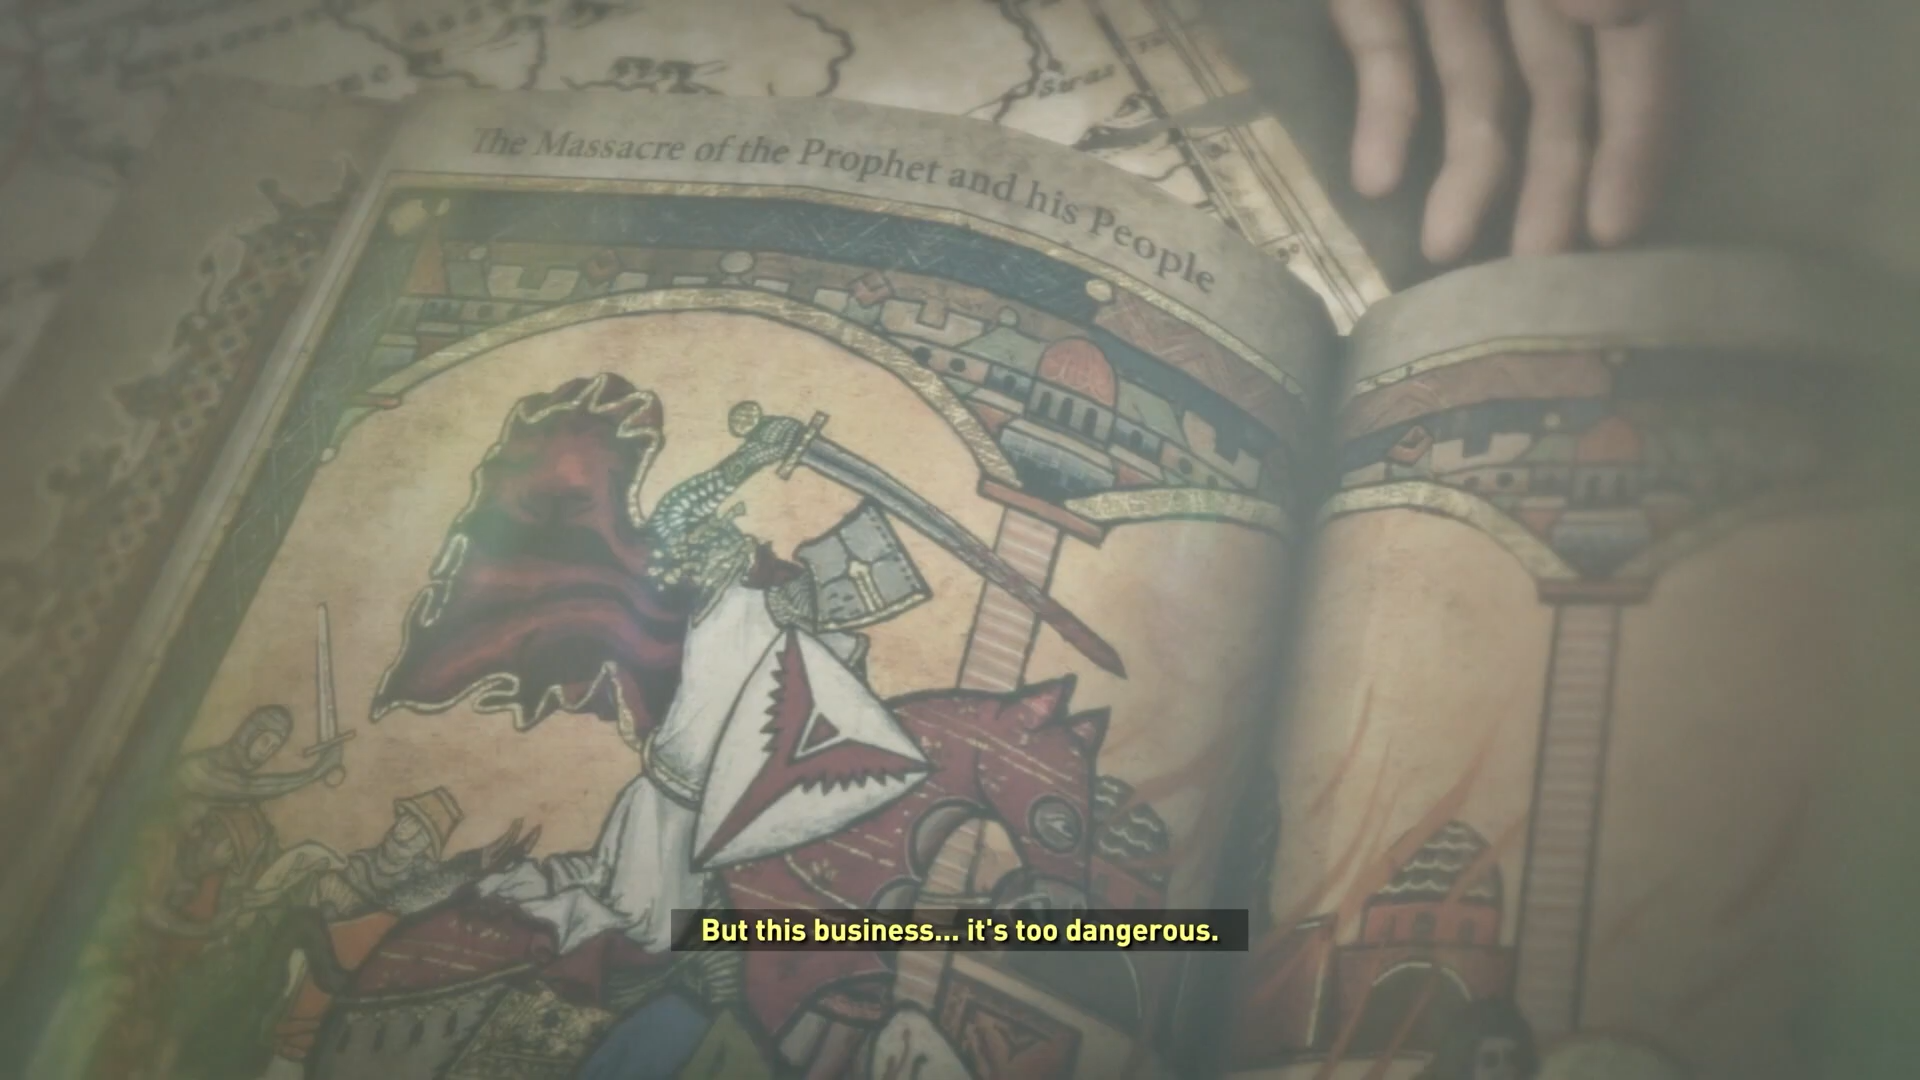 The Massacre of the Prophet and his People
But this business... it's too dangerous.